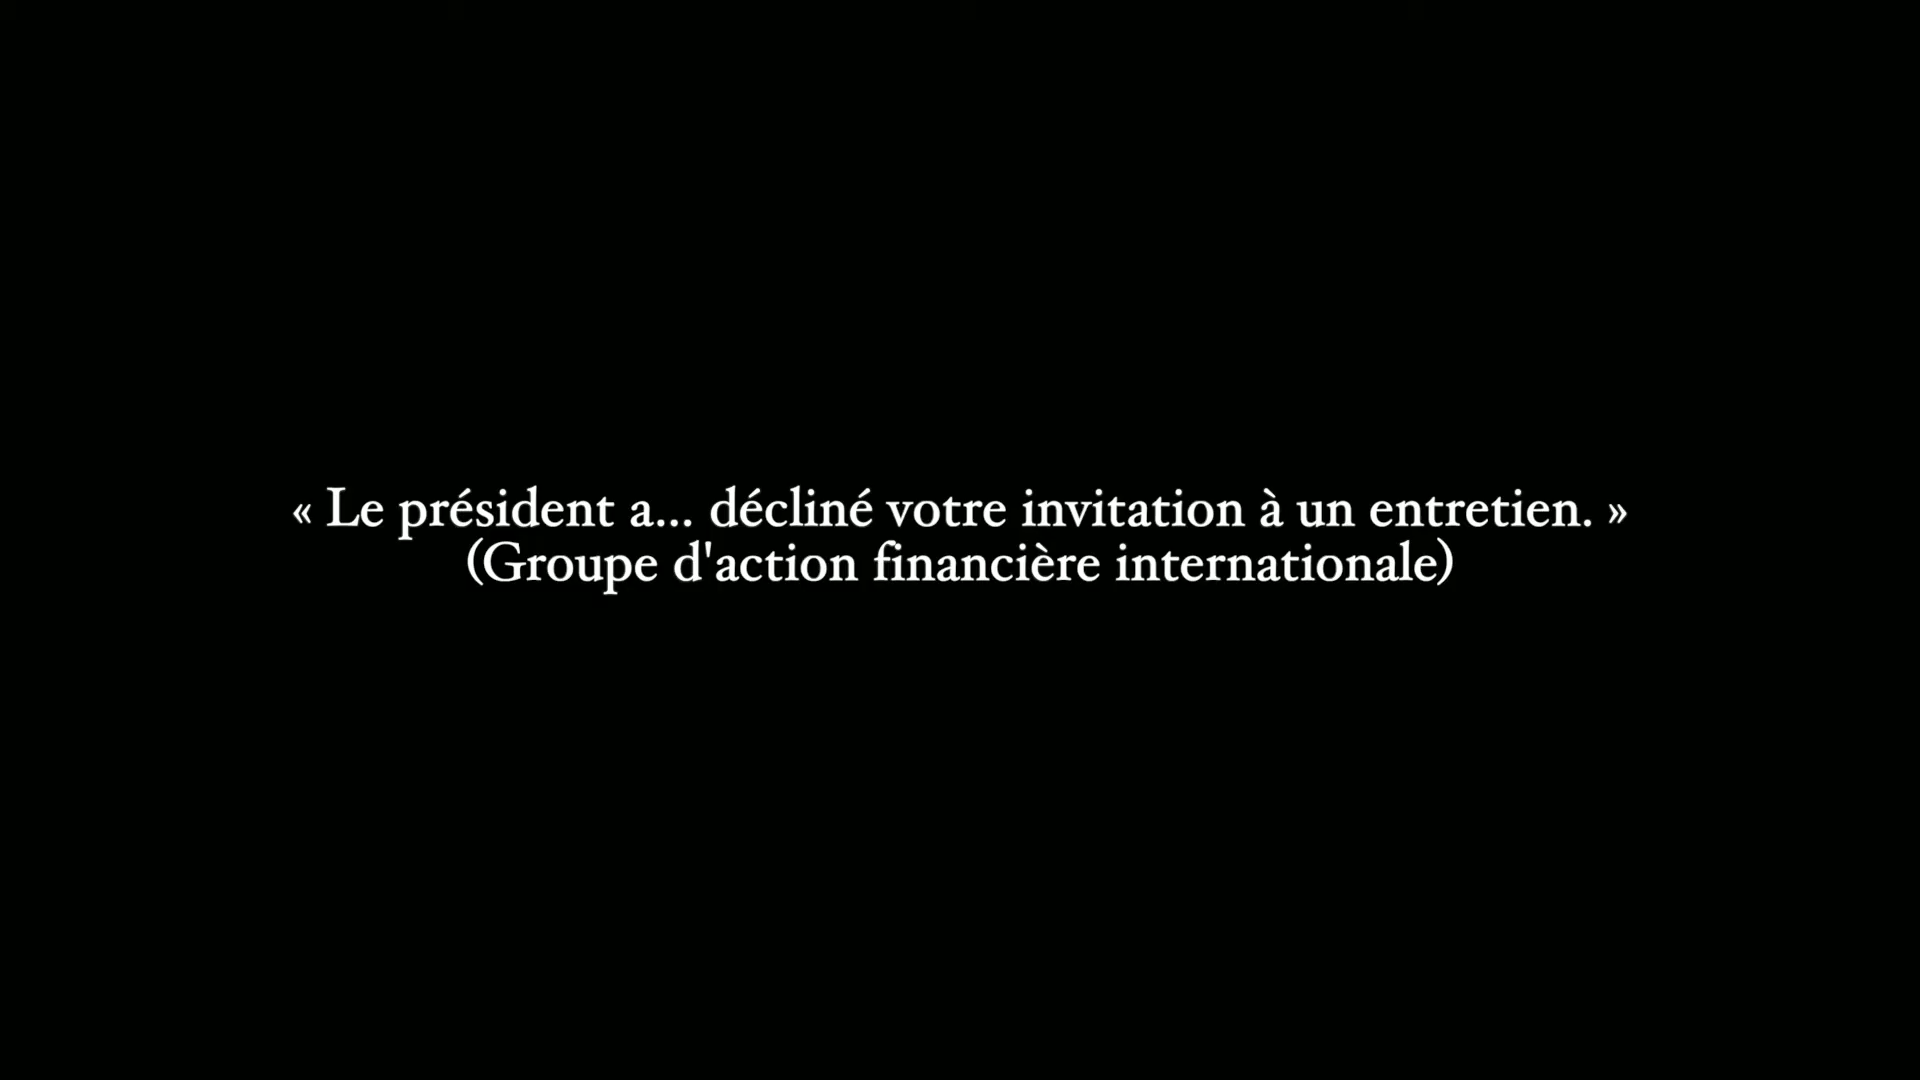 « Le président a... décliné votre invitation à un entretien. »
(Groupe d'action financière internationale)